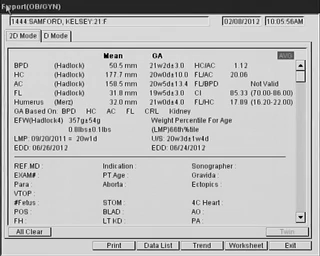 Report(OB/GYN)
1444 SAMFORD, KELSEY:21:F 02/08/2012 10:05:56AM
2D Mode D Mode
Mean GA AVG
BPD (Hadlock) 50.5 mm 21w2d±3.0 HC/AC 1.12
HC (Hadlock) 177.7 mm 20w0d±10.0 FL/AC 20.06
AC (Hadlock) 158.5 mm 20w5d±13.4 FL/BPD Not Valid
FL (Hadlock) 31.8 mm 19w5d±3.0 CI 85.33 (70.00-86.00)
Humerus (Merz) 32.0 mm 21w0d±4.0 FL/HC 17.89 (16.20-22.00)
GA Based On BPD HC AC FL CRL Kidney
EFW(Hadlock4) 357g±54g Weight Percentile For Age
0.8lbs±0.1lbs (LMP)66th%tile
LMP: 09/20/2011 = 20w1d U/S: 20w3d±1w4d
EDD: 06/26/2012 EDD: 06/24/2012
REF MD : Indication : Sonographer :
EXAM# : PT Age : Gravida :
Para : Aborta : Ectopics :
VTOP :
#Fetus : STOM : 4C Heart :
POS : BLAD : AO :
FH : LT KD : PA :
All Clear Twin
Print Data List Trend Worksheet Exit